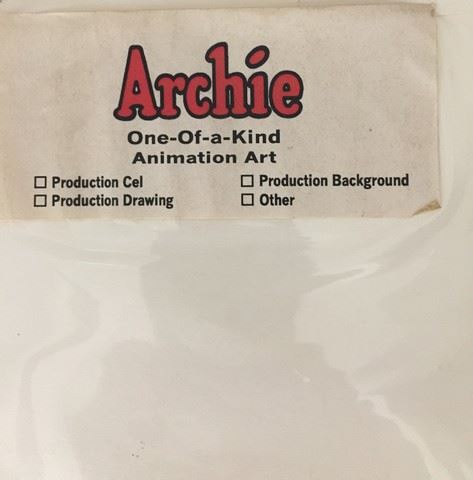 Archie
One-Of-a-Kind
Animation Art
☐ Production Cel ☐ Production Background
☐ Production Drawing ☐ Other